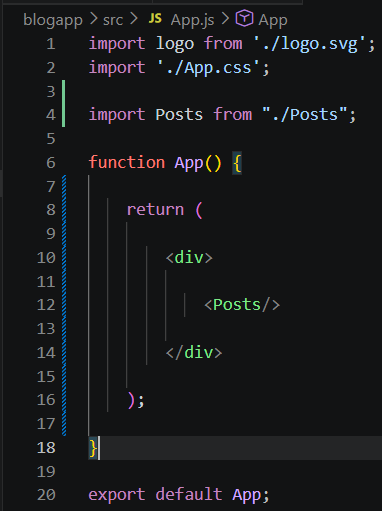 blogapp > src > JS App.js > App
1 import logo from './logo.svg';
2 import './App.css';
3
4 import Posts from "./Posts";
5
6 function App() {
7
8 return (
9
10 <div>
11
12 <Posts/>
13
14 </div>
15
16 );
17
18 }
19
20 export default App;